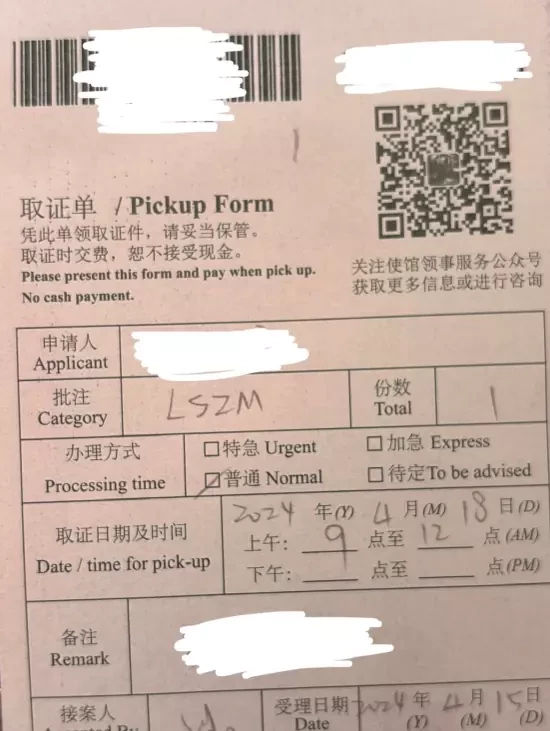 取证单 / Pickup Form
凭此单领取证件，请妥当保管。
取证时交费，恕不接受现金。
Please present this form and pay when pick up.
No cash payment.
关注使馆领事服务公众号
获取更多信息或进行咨询
申请人
Applicant
批注
Category
LSZM
份数
Total
1
办理方式
Processing time
□特急 Urgent □加急 Express
☑普通 Normal □待定To be advised
取证日期及时间
Date / time for pick-up
2024 年(Y) 4 月(M) 18 日(D)
上午: 9 点至 12 点 (AM)
下午: ____ 点至 ____ 点 (PM)
备注
Remark
接案人
受理日期
Date
2024 年 4 月 15 日
(Y) (M) (D)